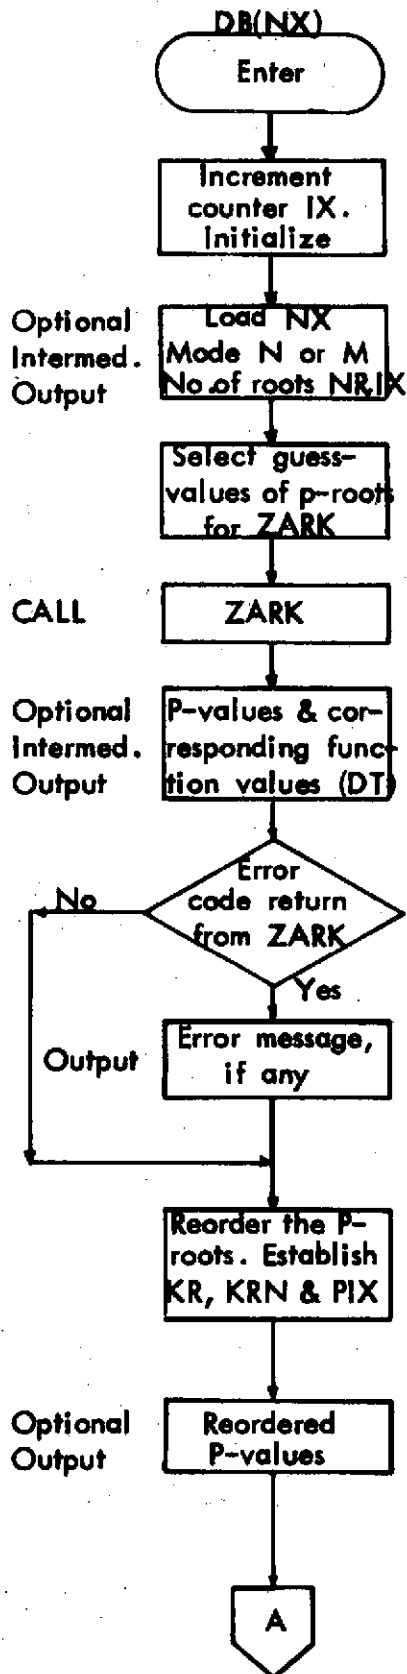 DB(NX)
Enter
Increment
counter IX.
Initialize
Optional
Intermed.
Output
Load NX
Mode N or M
No.of roots NR,IX
Select guess-
values of p-roots
for ZARK
CALL
ZARK
Optional
Intermed.
Output
P-values & cor-
responding func-
tion values (DT)
Error
code return
from ZARK
No
Yes
Output
Error message,
if any
Reorder the P-
roots. Establish
KR, KRN & PIX
Optional
Output
Reordered
P-values
A